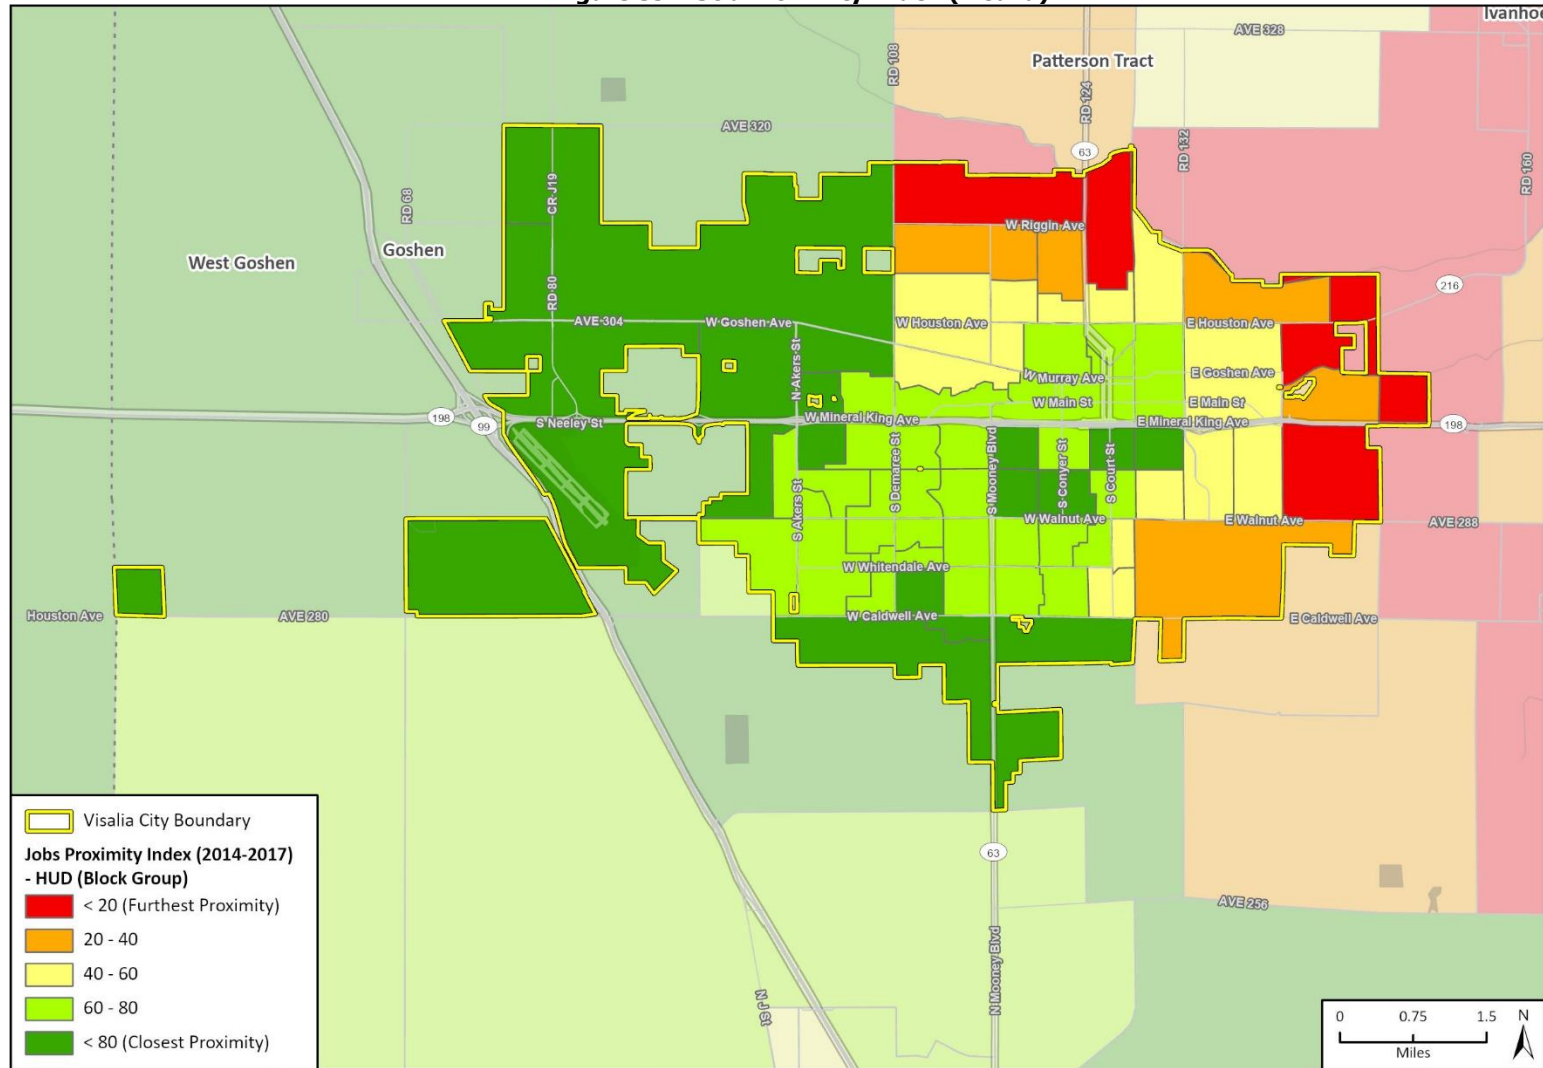 Ivanhoe
AVE 328
Patterson Tract
RD 108
RD 124
RD 132
RD 160
AVE 320
63
CR J19
RD 68
W Riggin Ave
Goshen
West Goshen
216
RD 80
AVE 304
W Goshen Ave
W Houston Ave
E Houston Ave
N Akers St
W Murray Ave
E Goshen Ave
W Main St
E Main St
198
99
S Neeley St
W Mineral King Ave
E Mineral King Ave
198
S Akers St
S Demaree St
S Mooney Blvd
S Conyer St
S Court St
W Walnut Ave
E Walnut Ave
AVE 288
W Whitendale Ave
Houston Ave
AVE 280
W Caldwell Ave
E Caldwell Ave
63
AVE 256
N Mooney Blvd
N J St
Visalia City Boundary
Jobs Proximity Index (2014-2017)
- HUD (Block Group)
< 20 (Furthest Proximity)
20 - 40
40 - 60
60 - 80
< 80 (Closest Proximity)
0 0.75 1.5 N
Miles